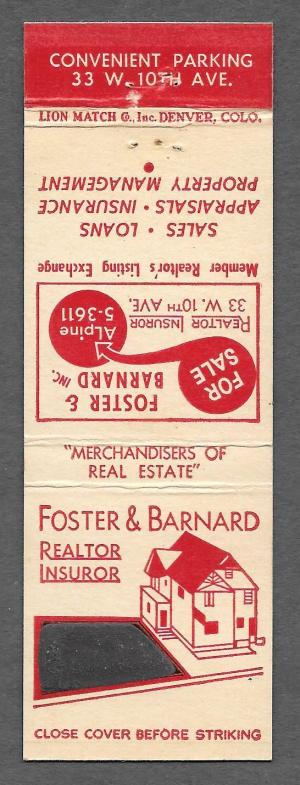 CONVENIENT PARKING
33 W. 10TH AVE.
LION MATCH Co., Inc. DENVER, COLO.
FOSTER & BARNARD INC.
FOR SALE
Alpine 5-3611
REALTOR INSUROR
33 W. 10TH AVE.
Member Realtor's Listing Exchange
SALES • LOANS
APPRAISALS • INSURANCE
PROPERTY MANAGEMENT
"MERCHANDISERS OF
REAL ESTATE"
FOSTER & BARNARD
REALTOR
INSUROR
CLOSE COVER BEFORE STRIKING